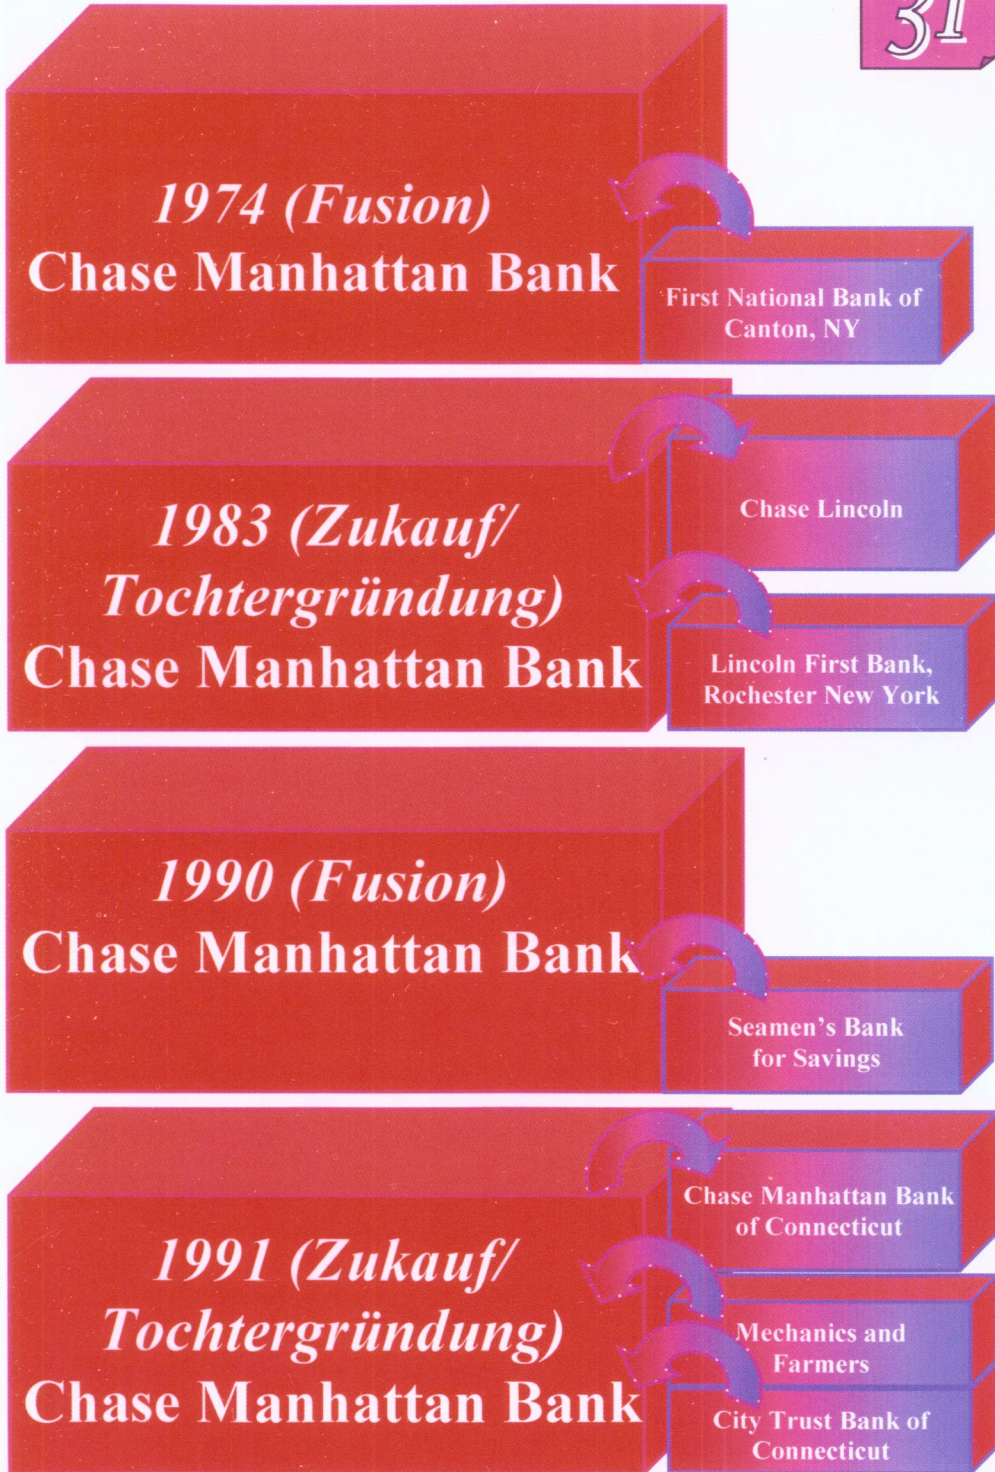 31
1974 (Fusion)
Chase Manhattan Bank
First National Bank of
Canton, NY
1983 (Zukauf/
Tochtergründung)
Chase Manhattan Bank
Chase Lincoln
Lincoln First Bank,
Rochester New York
1990 (Fusion)
Chase Manhattan Bank
Seamen's Bank
for Savings
1991 (Zukauf/
Tochtergründung)
Chase Manhattan Bank
Chase Manhattan Bank
of Connecticut
Mechanics and
Farmers
City Trust Bank of
Connecticut